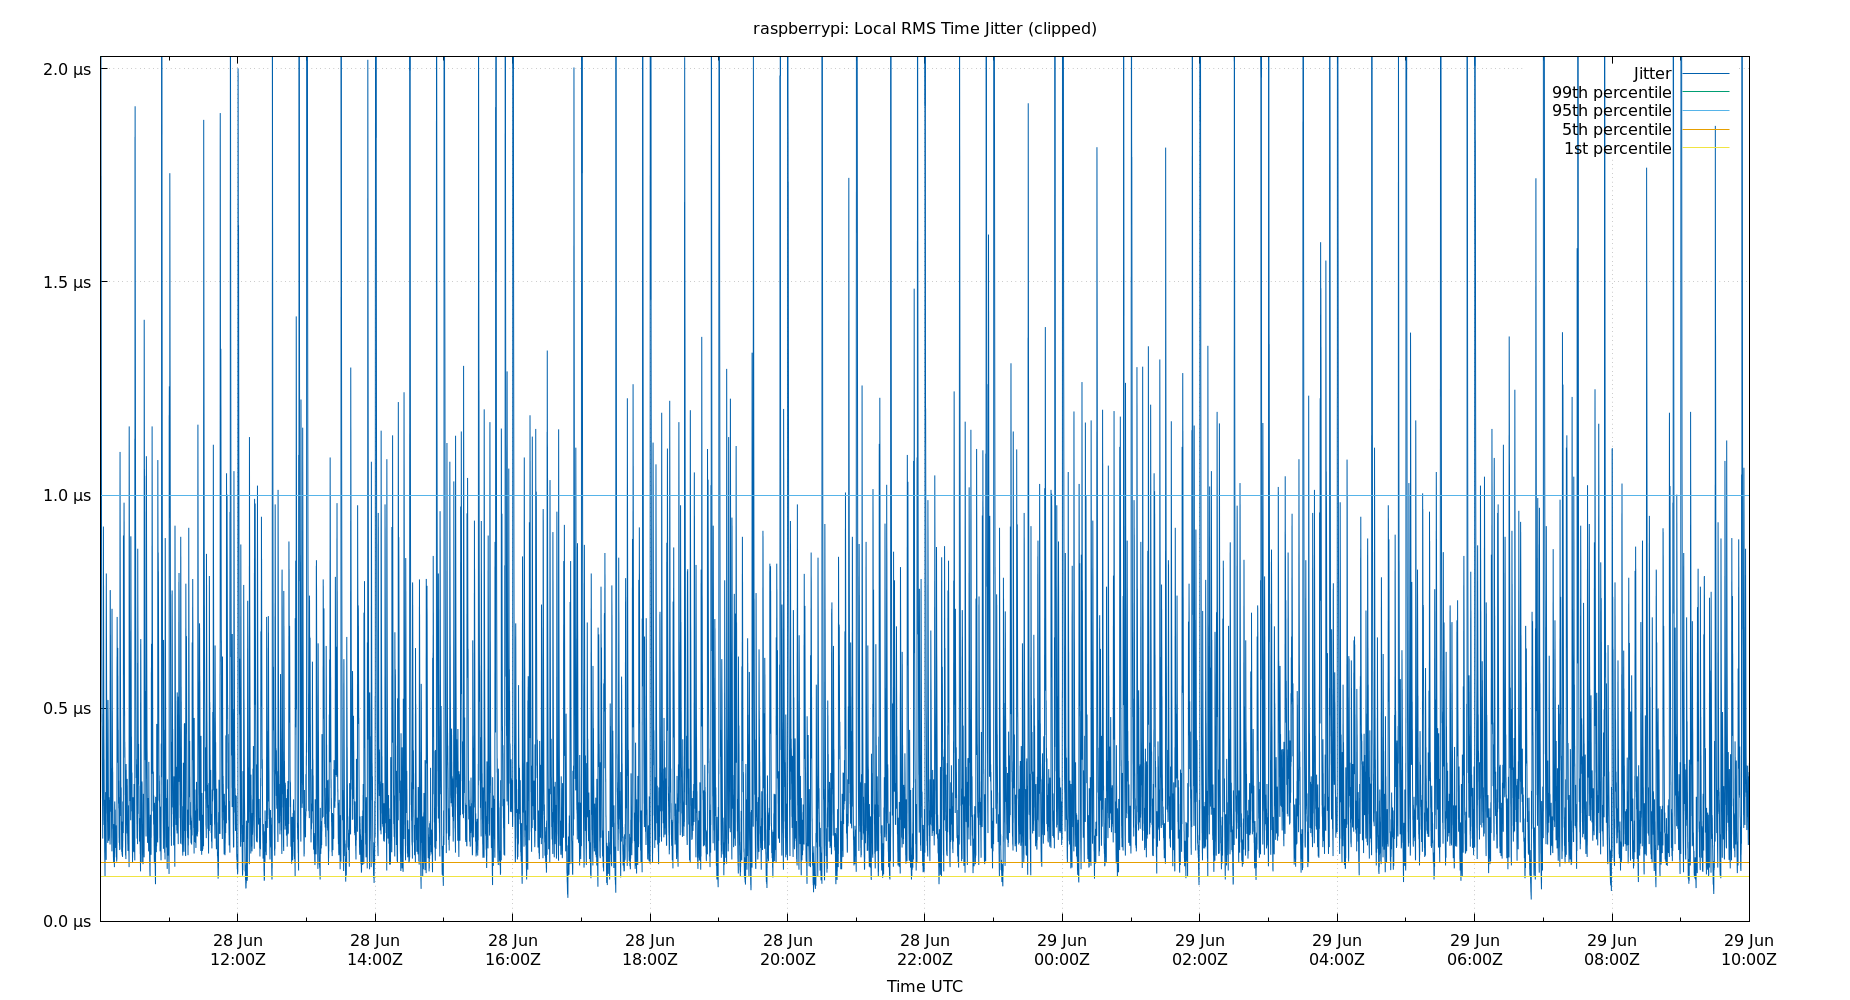 raspberrypi: Local RMS Time Jitter (clipped)
2.0 µs
1.5 µs
1.0 µs
0.5 µs
0.0 µs
Jitter
99th percentile
95th percentile
5th percentile
1st percentile
28 Jun 28 Jun 28 Jun 28 Jun 28 Jun 28 Jun 29 Jun 29 Jun 29 Jun 29 Jun 29 Jun 29 Jun
12:00Z 14:00Z 16:00Z 18:00Z 20:00Z 22:00Z 00:00Z 02:00Z 04:00Z 06:00Z 08:00Z 10:00Z
Time UTC